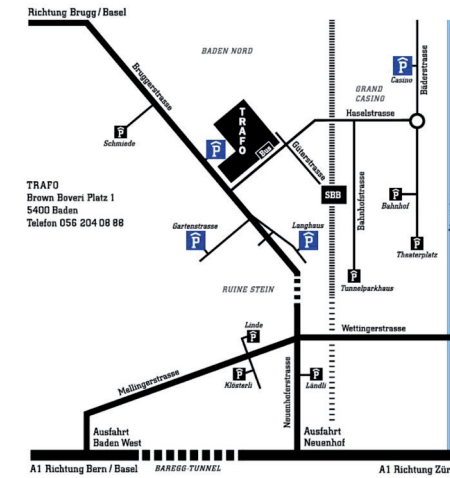 Richtung Brugg / Basel
BADEN NORD
Bruggerstrasse
P
Casino
Bäderstrasse
GRAND
CASINO
Haselstrasse
TRAFO
Bus
P
Schmiede
P
Güterstrasse
SBB
Bahnhofstrasse
P
Bahnhof
TRAFO
Brown Boveri Platz 1
5400 Baden
Telefon 056 204 08 88
Gartenstrasse
P
Langhaus
P
P
Theaterplatz
P
Tunnelparkhaus
RUINE STEIN
Linde
P
Wettingerstrasse
Mellingerstrasse
P
Klösterli
Neuenhoferstrasse
P
Ländli
Ausfahrt
Baden West
Ausfahrt
Neuenhof
A1 Richtung Bern / Basel
BAREGG-TUNNEL
A1 Richtung Zür